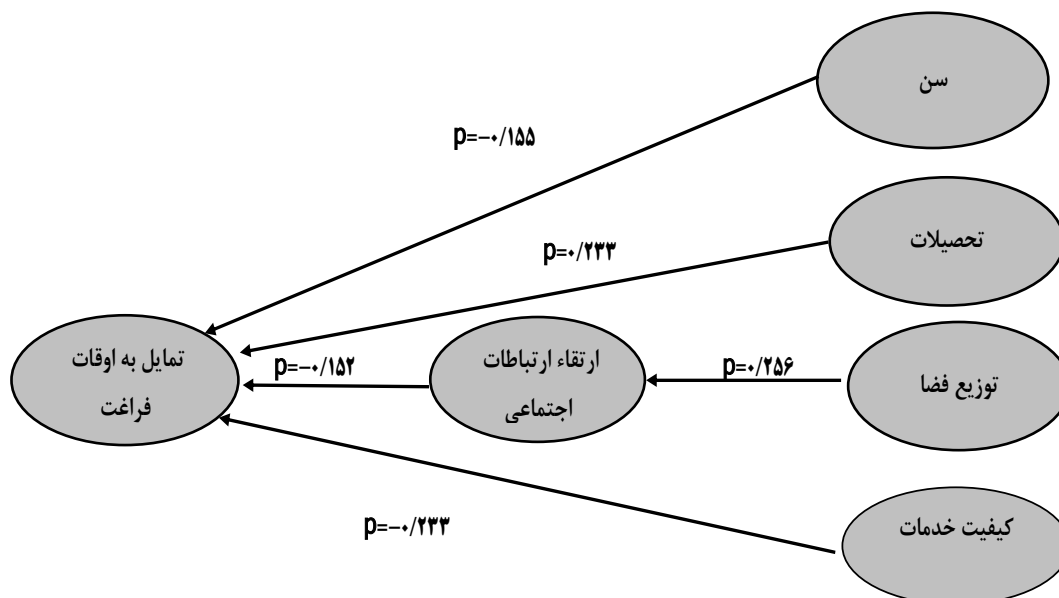 سن
p=-۰/۱۵۵
تحصیلات
p=۰/۲۳۳
تمایل به اوقات
فراغت
p=-۰/۱۵۲
ارتقاء ارتباطات
اجتماعی
p=۰/۲۵۶
توزیع فضا
کیفیت خدمات
p=-۰/۲۳۳